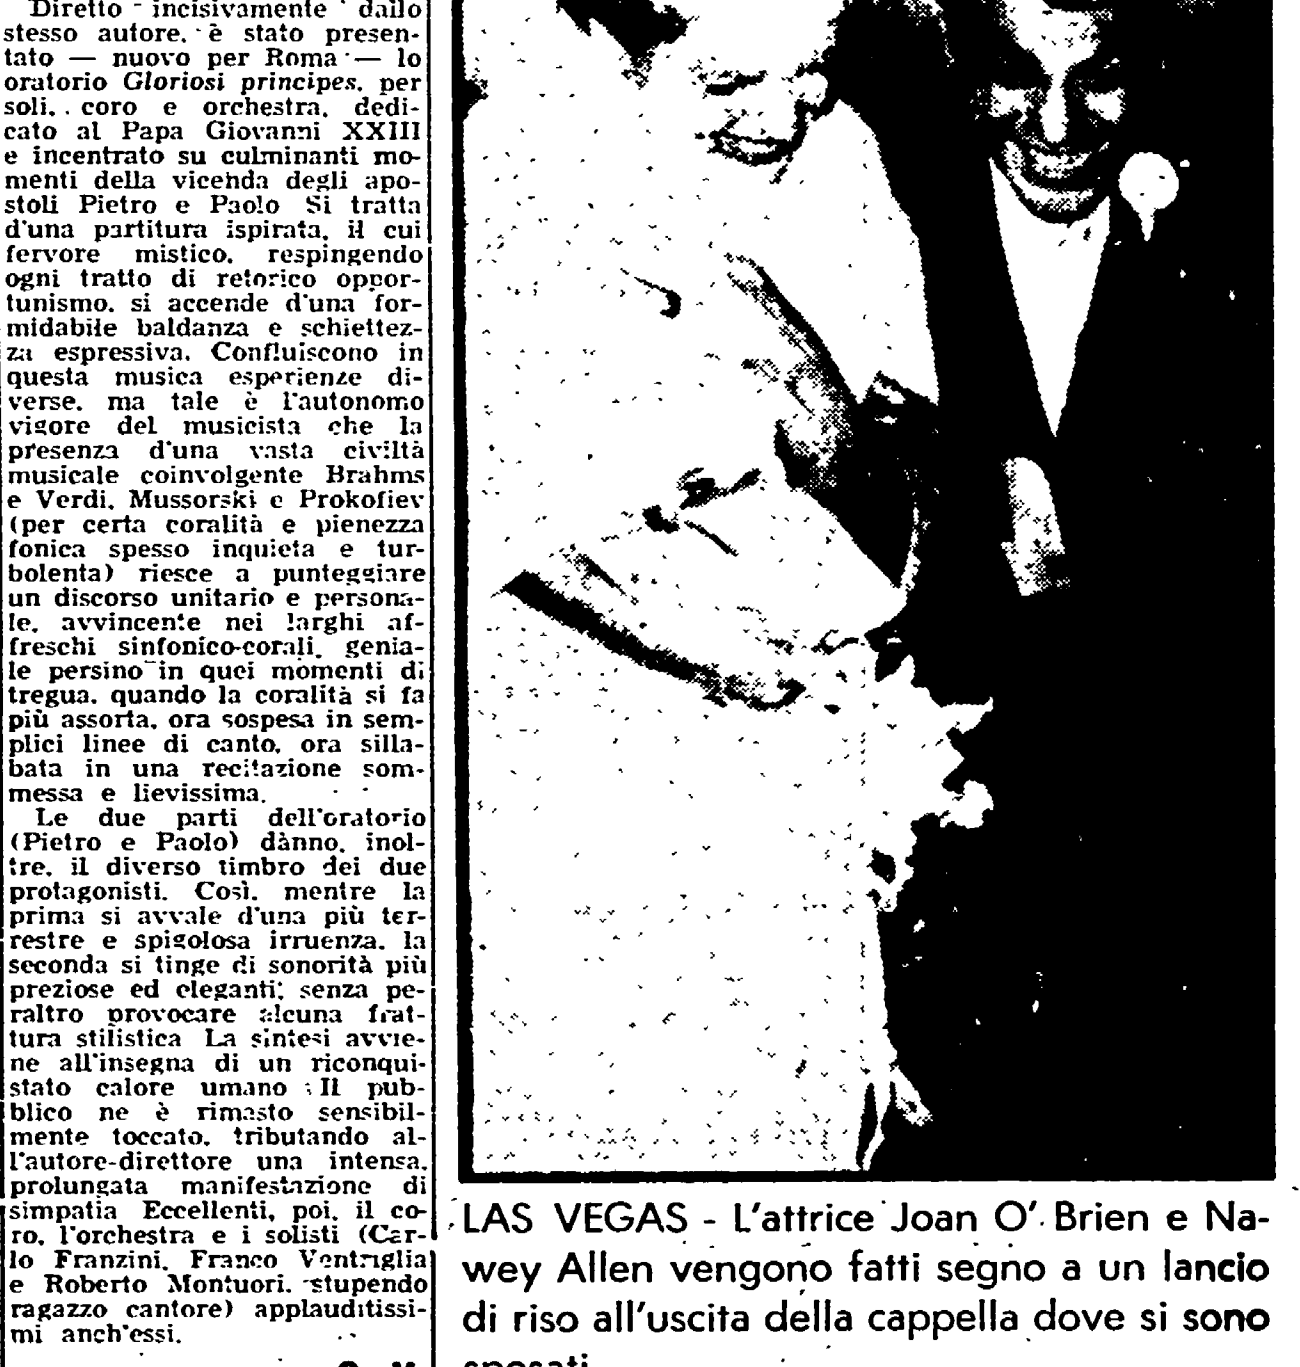 Diretto incisivamente dallo
stesso autore, è stato presen-
tato — nuovo per Roma — lo
oratorio Gloriosi principes, per
soli, coro e orchestra, dedi-
cato al Papa Giovanni XXIII
e incentrato su culminanti mo-
menti della vicenda degli apo-
stoli Pietro e Paolo Si tratta
d'una partitura ispirata, il cui
fervore mistico, respingendo
ogni tratto di retorico oppor-
tunismo, si accende d'una for-
midabile baldanza e schiettez-
za espressiva. Confluiscono in
questa musica esperienze di-
verse, ma tale è l'autonomo
vigore del musicista che la
presenza d'una vasta civiltà
musicale coinvolgente Brahms
e Verdi, Mussorski e Prokofiev
(per certa coralità e pienezza
fonica spesso inquieta e tur-
bolenta) riesce a punteggiare
un discorso unitario e persona-
le, avvincente nei larghi af-
freschi sinfonico-corali, genia-
le persino in quei momenti di
tregua, quando la coralità si fa
più assorta, ora sospesa in sem-
plici linee di canto, ora silla-
bata in una recitazione som-
messa e lievissima.
Le due parti dell'oratorio
(Pietro e Paolo) dànno, inol-
tre, il diverso timbro dei due
protagonisti. Così, mentre la
prima si avvale d'una più ter-
restre e spigolosa irruenza, la
seconda si tinge di sonorità più
preziose ed eleganti; senza pe-
raltro provocare alcuna frat-
tura stilistica La sintesi avvie-
ne all'insegna di un riconqui-
stato calore umano Il pub-
blico ne è rimasto sensibil-
mente toccato, tributando al-
l'autore-direttore una intensa,
prolungata manifestazione di
simpatia Eccellenti, poi, il co-
ro, l'orchestra e i solisti (Car-
lo Franzini, Franco Ventriglia
e Roberto Montuori, stupendo
ragazzo cantore) applauditissi-
mi anch'essi.
LAS VEGAS - L'attrice Joan O' Brien e Na-
wey Allen vengono fatti segno a un lancio
di riso all'uscita della cappella dove si sono
sposati